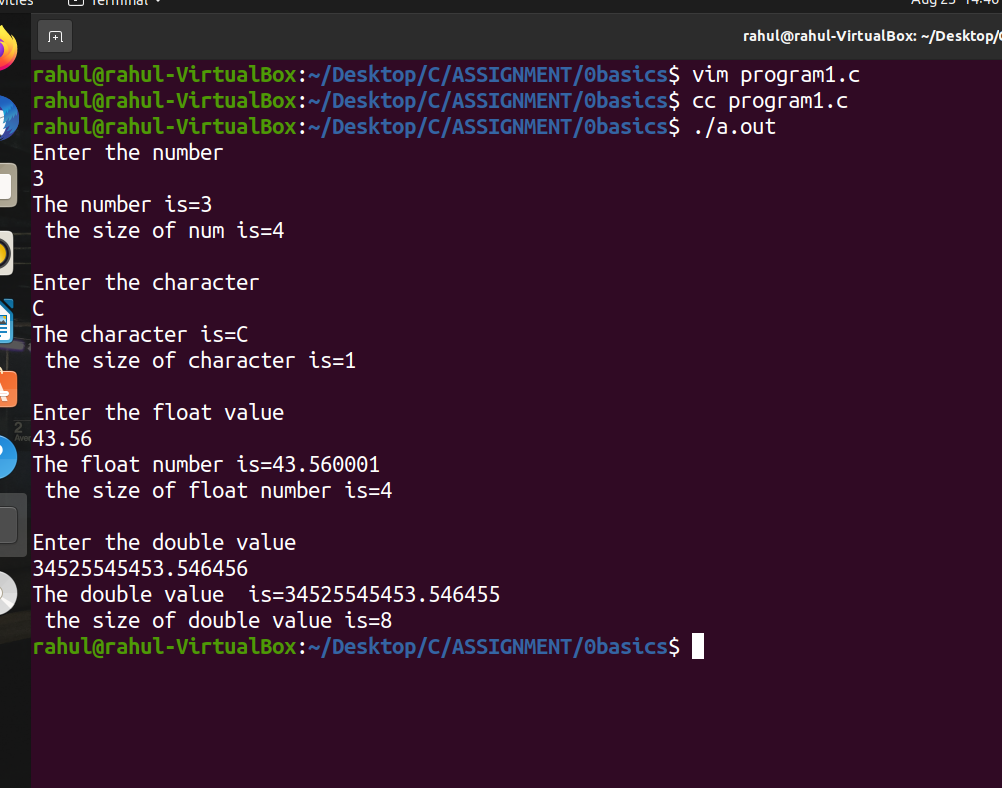 Terminal
Aug 14:40
rahul@rahul-VirtualBox: ~/Desktop/
rahul@rahul-VirtualBox:~/Desktop/C/ASSIGNMENT/0basics$ vim program1.c
rahul@rahul-VirtualBox:~/Desktop/C/ASSIGNMENT/0basics$ cc program1.c
rahul@rahul-VirtualBox:~/Desktop/C/ASSIGNMENT/0basics$ ./a.out
Enter the number
3
The number is=3
 the size of num is=4

Enter the character
C
The character is=C
 the size of character is=1

Enter the float value
43.56
The float number is=43.560001
 the size of float number is=4

Enter the double value
34525545453.546456
The double value  is=34525545453.546455
 the size of double value is=8
rahul@rahul-VirtualBox:~/Desktop/C/ASSIGNMENT/0basics$